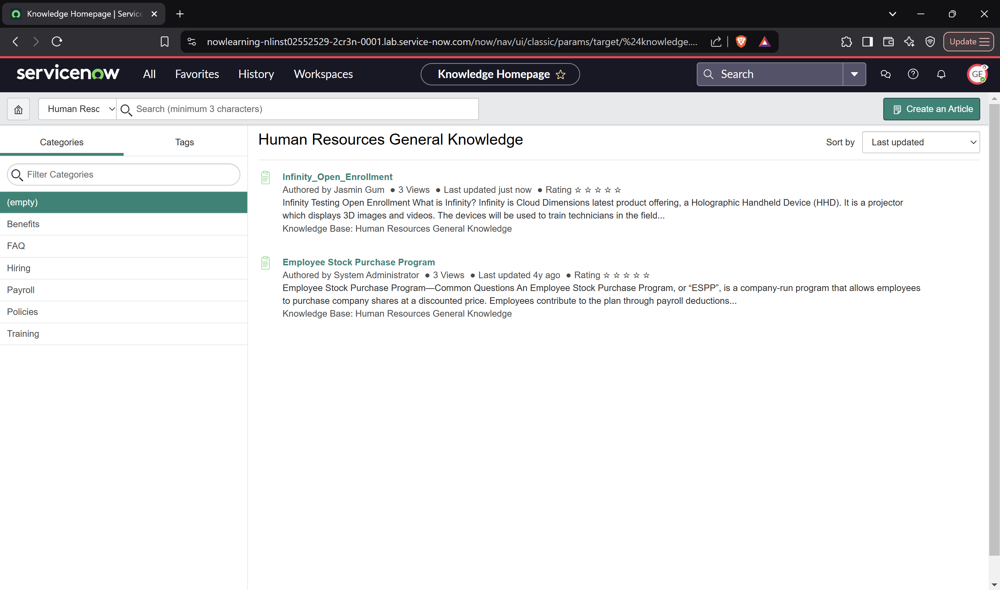 Knowledge Homepage | Service
nowlearning-nlinst02552529-2cr3n-0001.lab.service-now.com/now/nav/ui/classic/params/target/%24knowledge....
Update
servicenow
All
Favorites
History
Workspaces
Knowledge Homepage
Search
GE
Human Resc
Search (minimum 3 characters)
Create an Article
Categories
Tags
Filter Categories
(empty)
Benefits
FAQ
Hiring
Payroll
Policies
Training
Human Resources General Knowledge
Sort by
Last updated
Infinity_Open_Enrollment
Authored by Jasmin Gum ● 3 Views ● Last updated just now ● Rating ☆ ☆ ☆ ☆ ☆
Infinity Testing Open Enrollment What is Infinity? Infinity is Cloud Dimensions latest product offering, a Holographic Handheld Device (HHD). It is a projector
which displays 3D images and videos. The devices will be used to train technicians in the field...
Knowledge Base: Human Resources General Knowledge
Employee Stock Purchase Program
Authored by System Administrator ● 3 Views ● Last updated 4y ago ● Rating ☆ ☆ ☆ ☆ ☆
Employee Stock Purchase Program—Common Questions An Employee Stock Purchase Program, or “ESPP”, is a company-run program that allows employees
to purchase company shares at a discounted price. Employees contribute to the plan through payroll deductions...
Knowledge Base: Human Resources General Knowledge